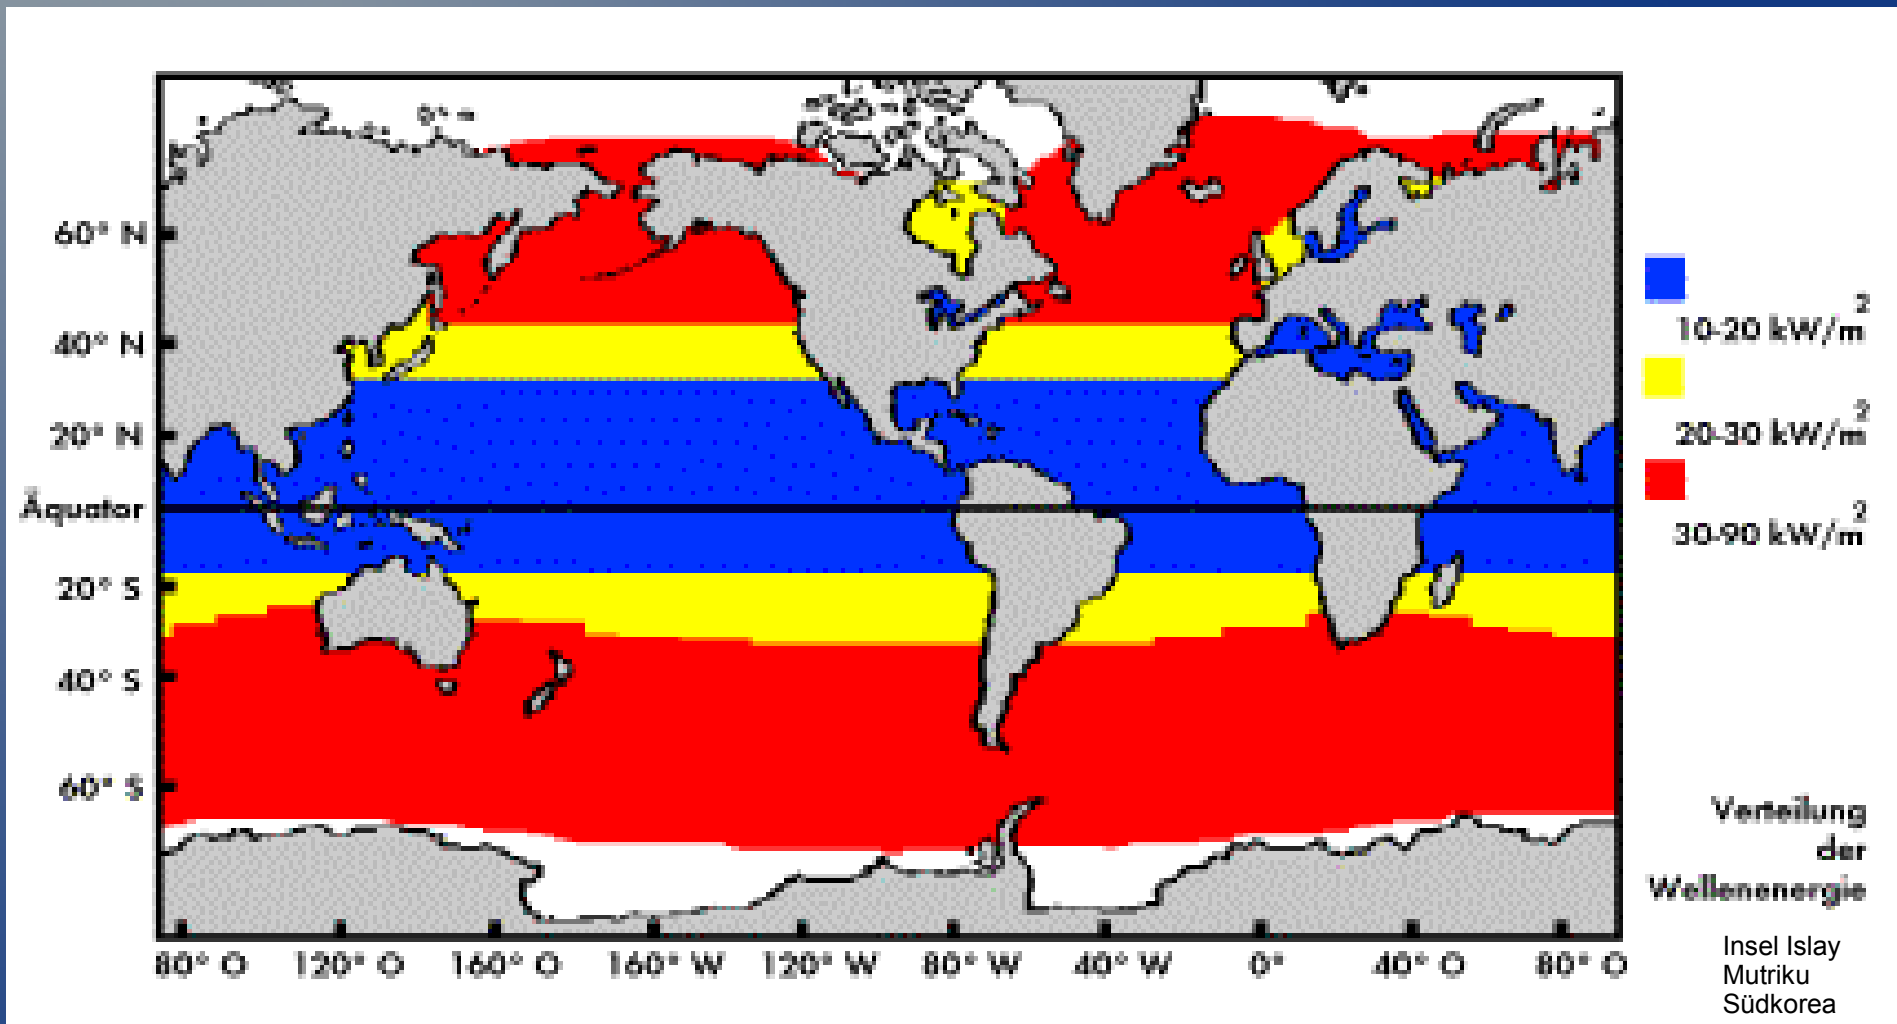 60° N
40° N
20° N
Äquator
20° S
40° S
60° S
80° O 120° O 160° O 160° W 120° W 80° W 40° W 0° 40° O 80° O
10-20 kW/m²
20-30 kW/m²
30-90 kW/m²
Verteilung
der
Wellenenergie
Insel Islay
Mutriku
Südkorea